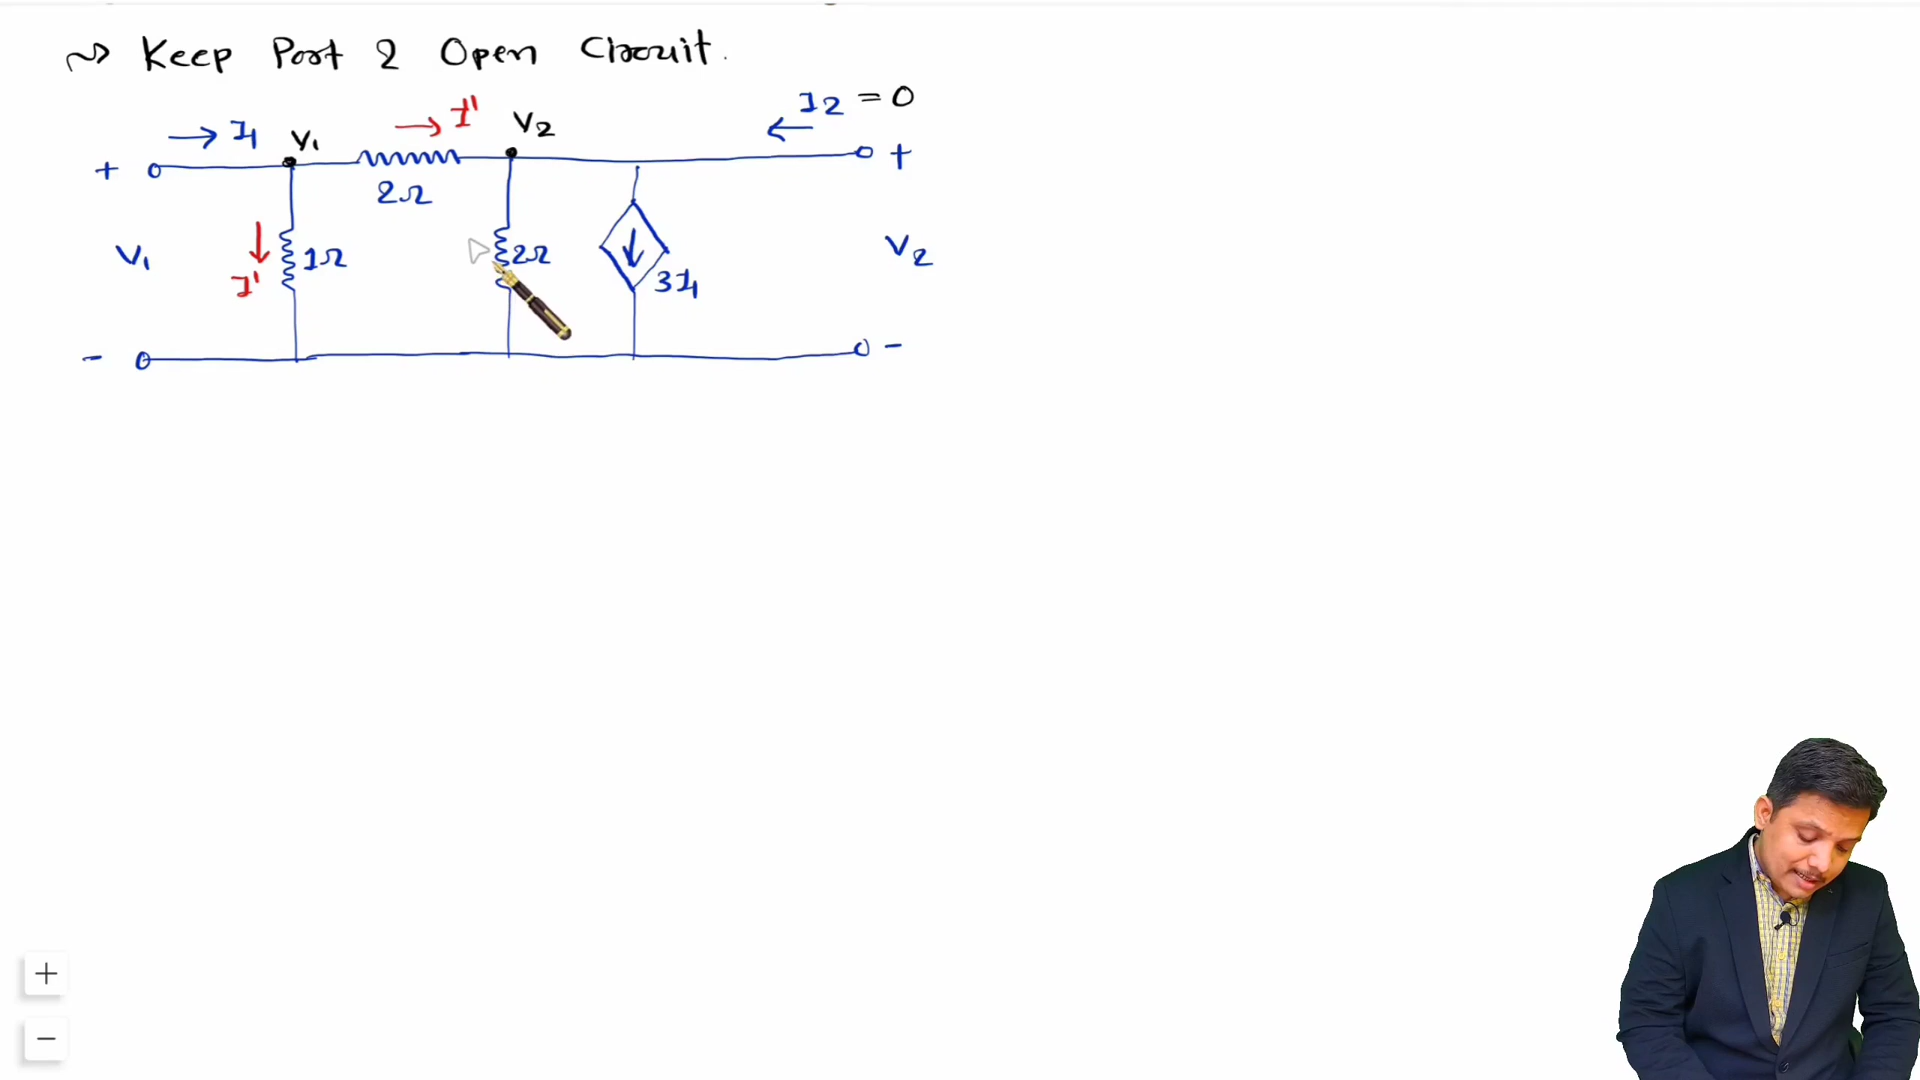 ~> Keep Port 2 Open Circuit.
I2 = 0
→ I1 V1 → I' V2 ←
+ 2Ω +
V1 ↓ I' 1Ω 2Ω ↓ 3I1 V2
- -
+
−